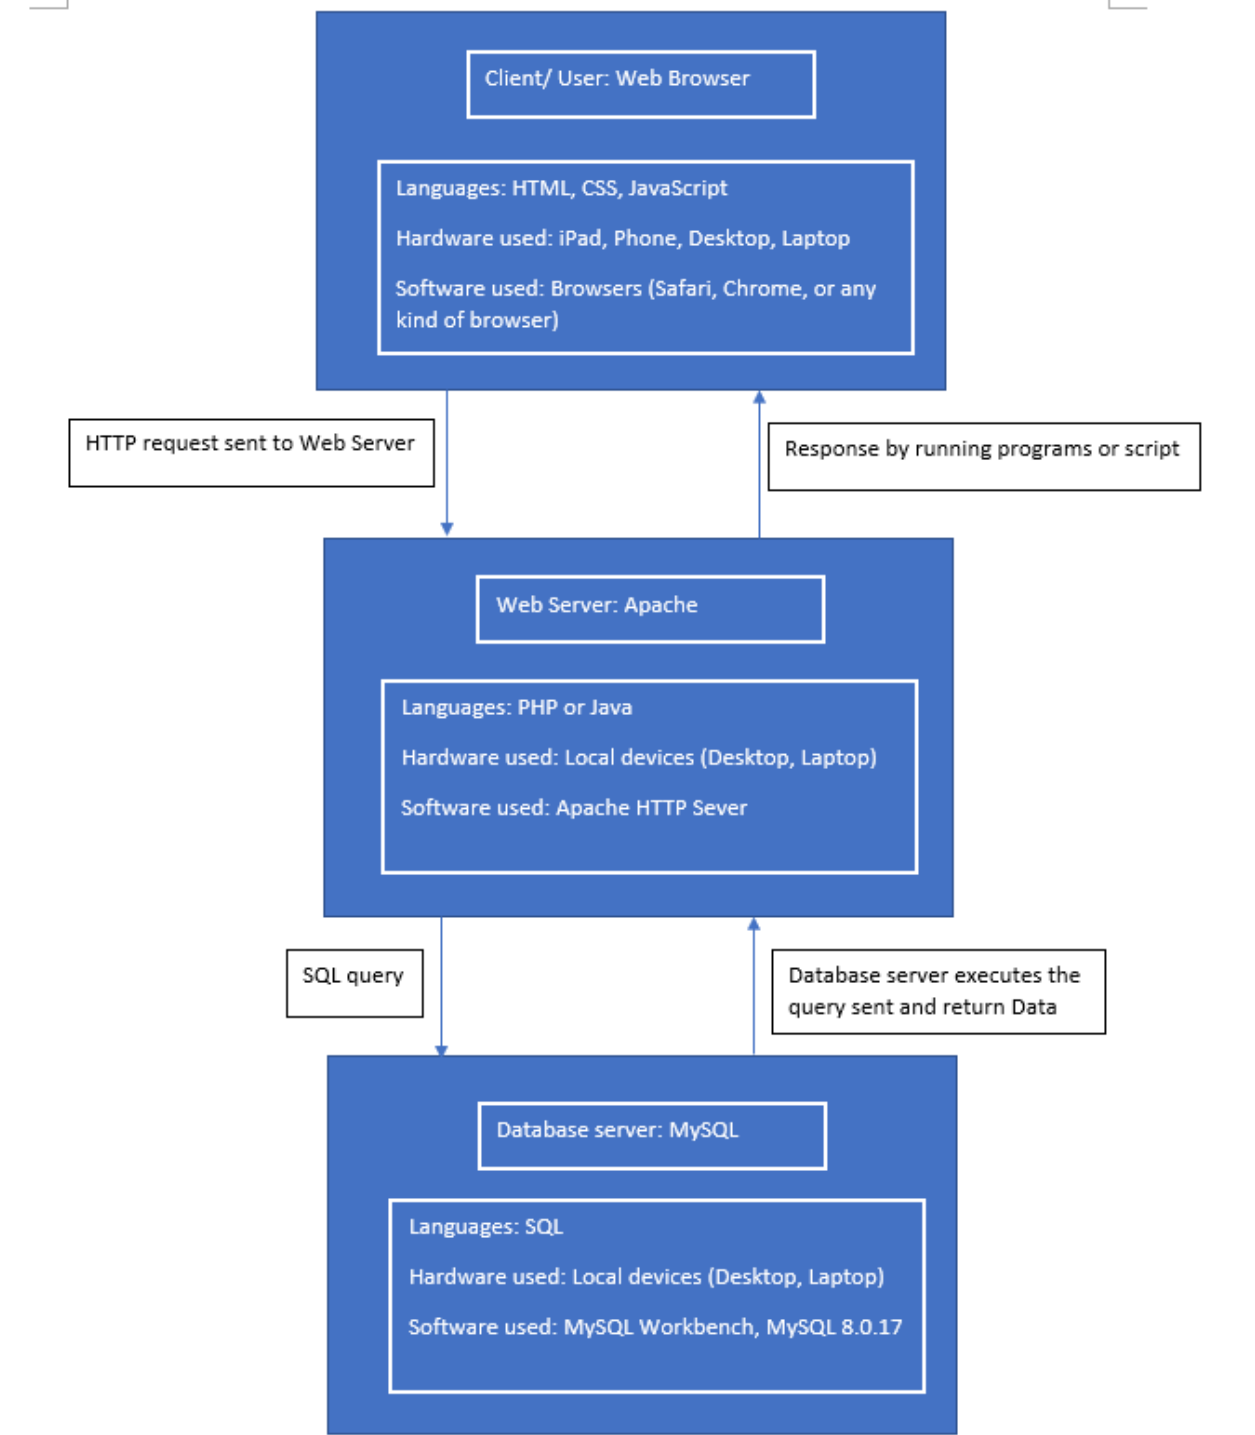 Client/ User: Web Browser
Languages: HTML, CSS, JavaScript
Hardware used: iPad, Phone, Desktop, Laptop
Software used: Browsers (Safari, Chrome, or any
kind of browser)
HTTP request sent to Web Server
Response by running programs or script
Web Server: Apache
Languages: PHP or Java
Hardware used: Local devices (Desktop, Laptop)
Software used: Apache HTTP Sever
SQL query
Database server executes the
query sent and return Data
Database server: MySQL
Languages: SQL
Hardware used: Local devices (Desktop, Laptop)
Software used: MySQL Workbench, MySQL 8.0.17